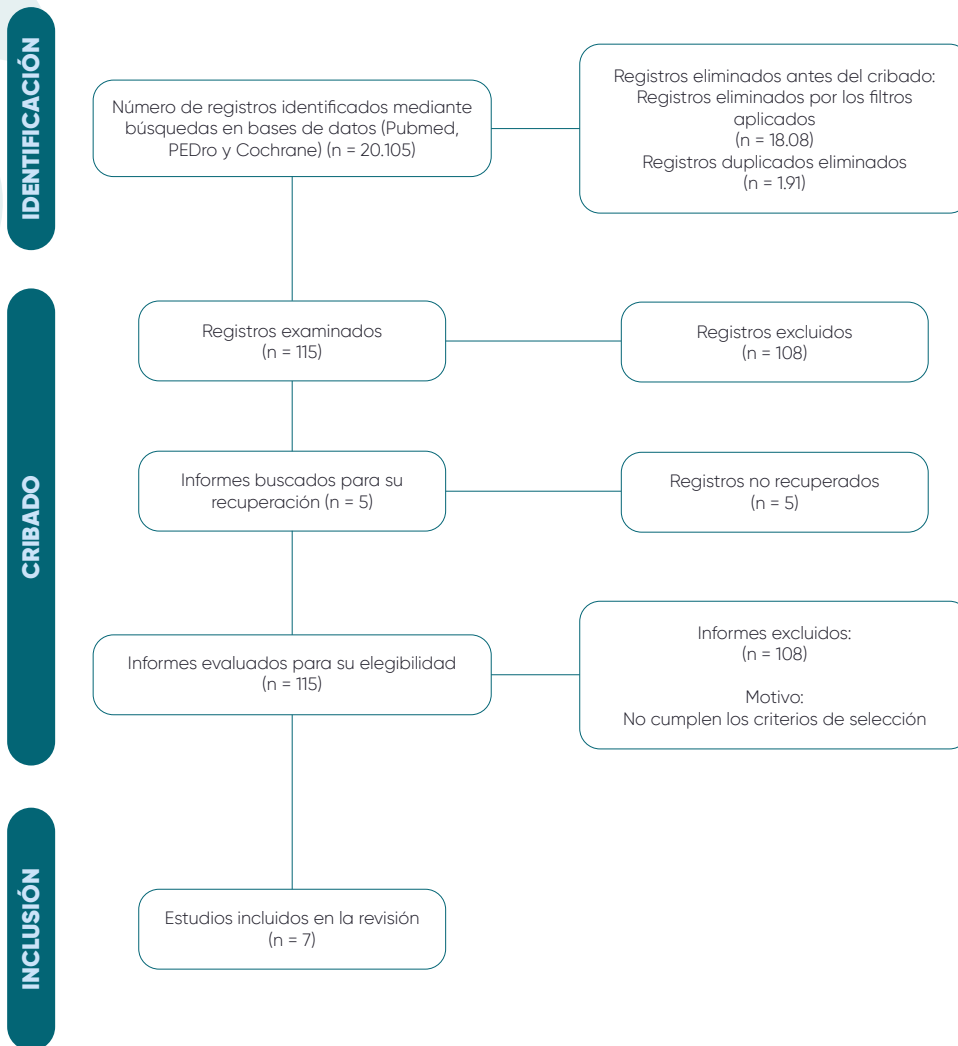 IDENTIFICACIÓN
Número de registros identificados mediante
búsquedas en bases de datos (Pubmed,
PEDro y Cochrane) (n = 20.105)
Registros eliminados antes del cribado:
Registros eliminados por los filtros
aplicados
(n = 18.08)
Registros duplicados eliminados
(n = 1.91)
CRIBADO
Registros examinados
(n = 115)
Registros excluidos
(n = 108)
Informes buscados para su
recuperación (n = 5)
Registros no recuperados
(n = 5)
Informes evaluados para su elegibilidad
(n = 115)
Informes excluidos:
(n = 108)
Motivo:
No cumplen los criterios de selección
INCLUSIÓN
Estudios incluidos en la revisión
(n = 7)